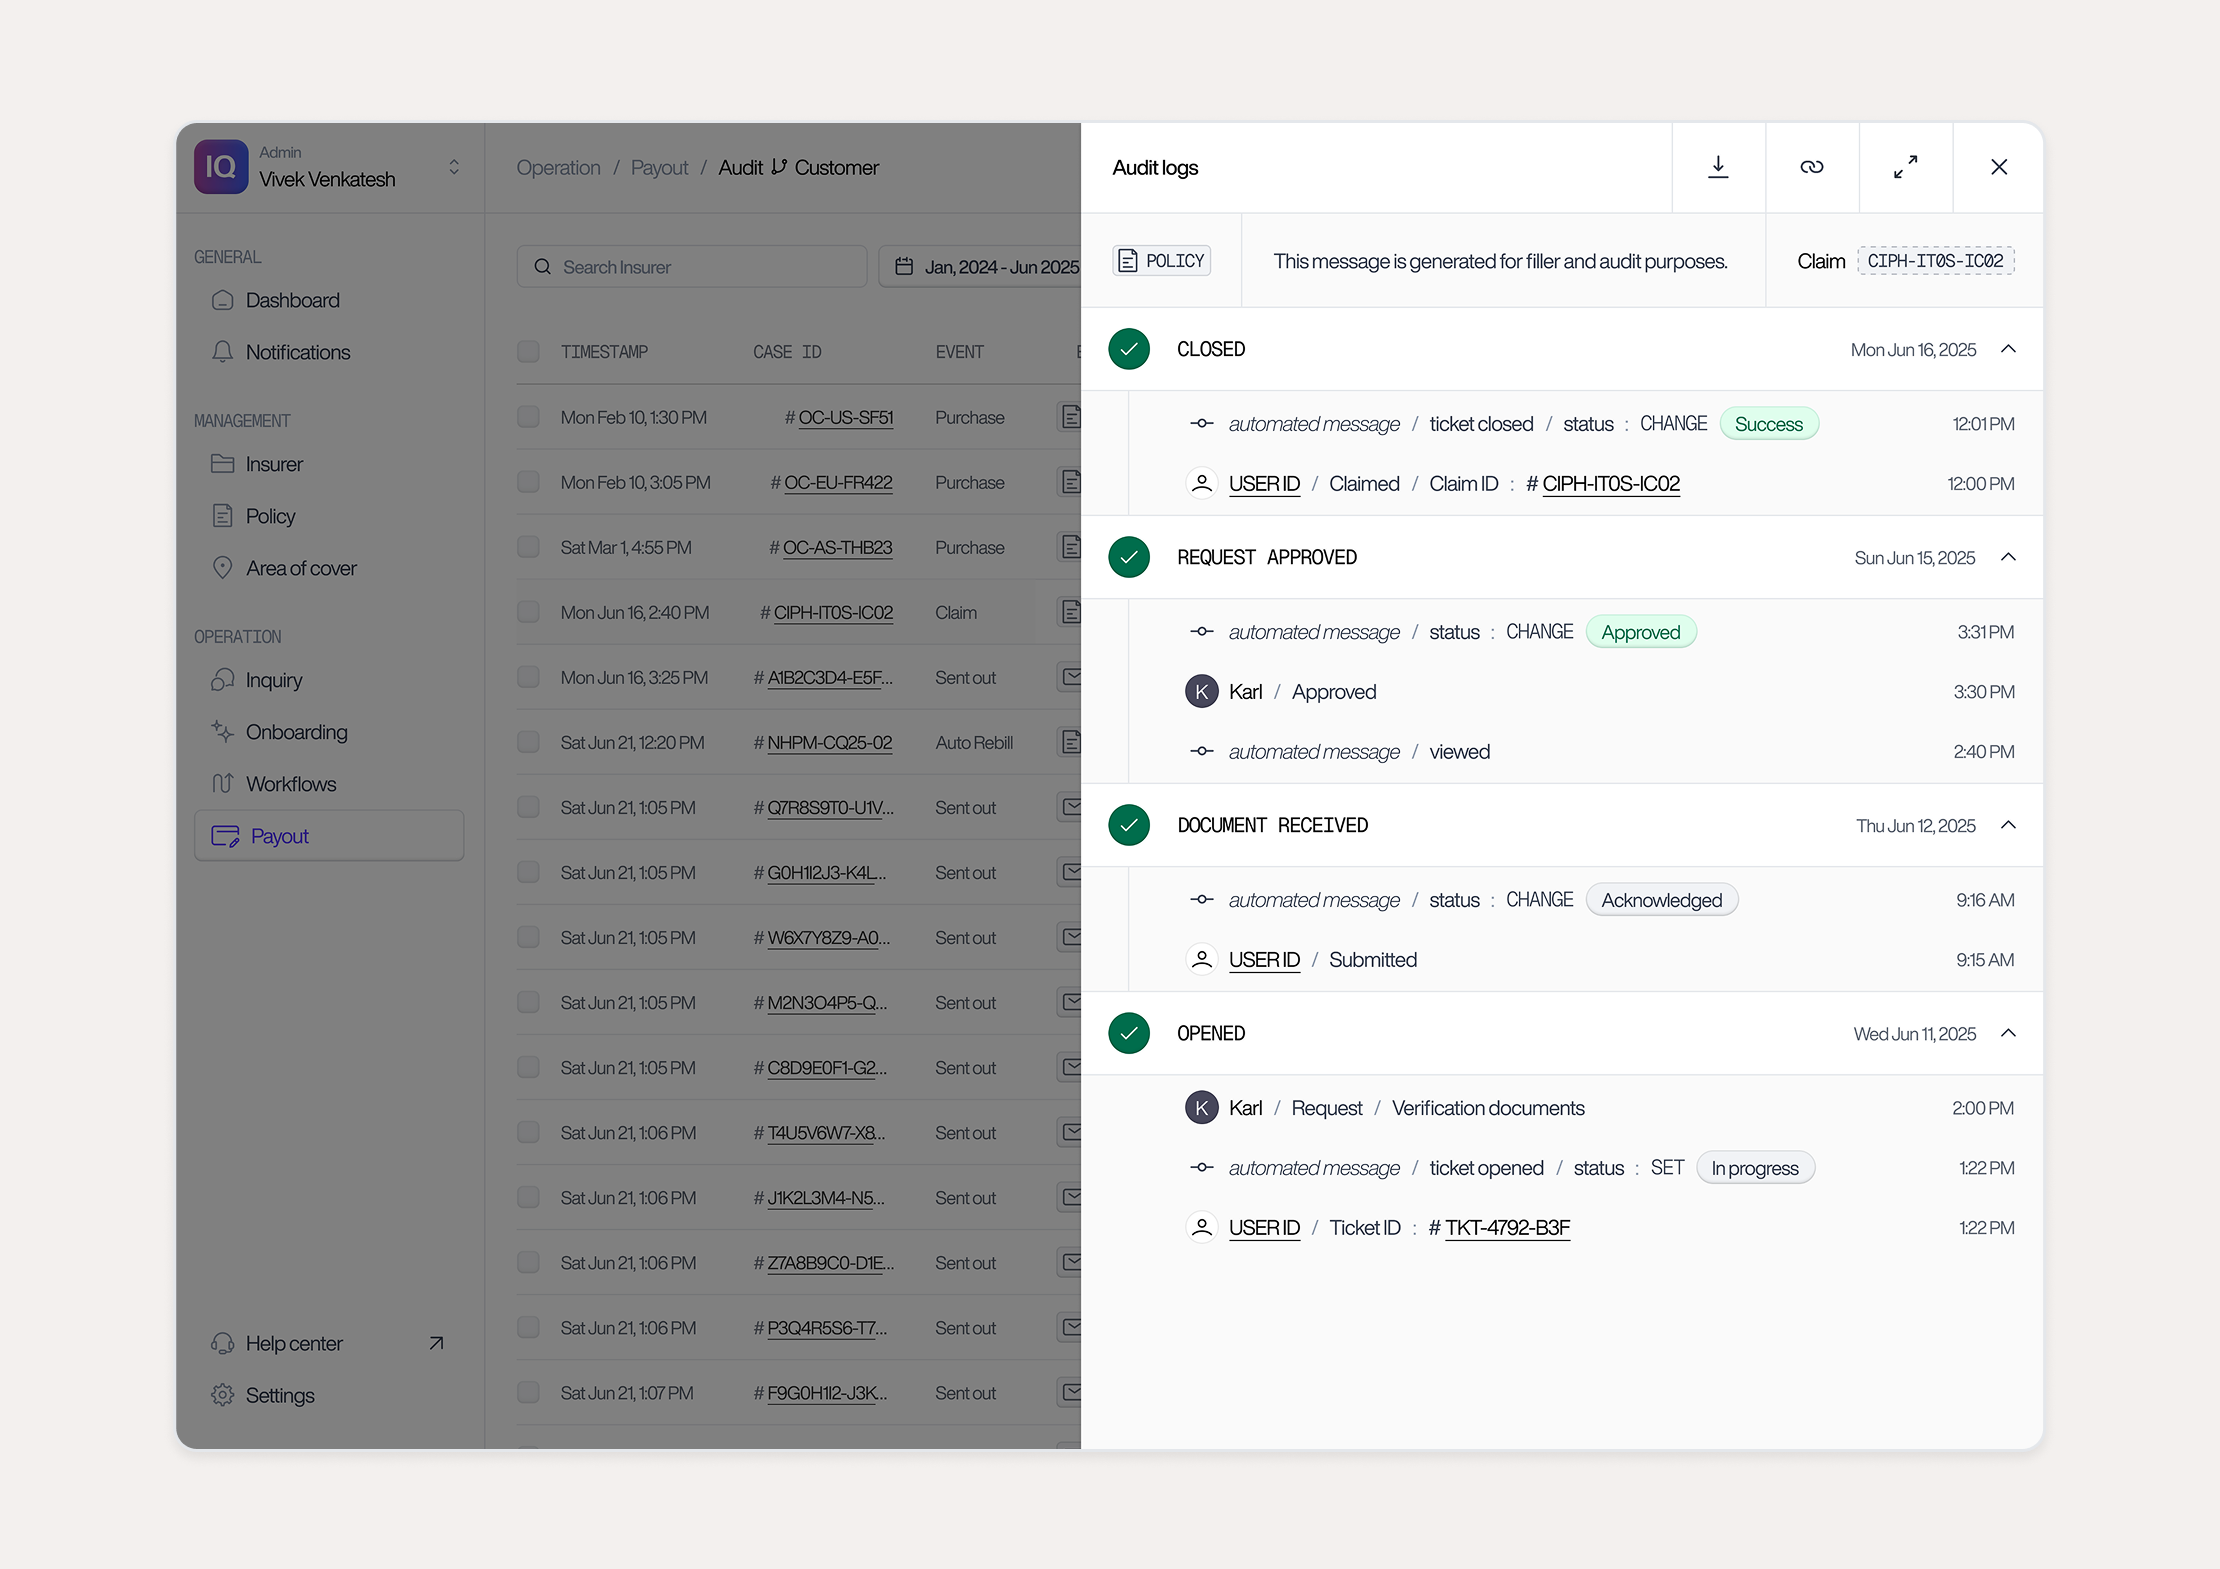 IQ
Admin
Vivek Venkatesh
GENERAL
Dashboard
Notifications
MANAGEMENT
Insurer
Policy
Area of cover
OPERATION
Inquiry
Onboarding
Workflows
Payout
Help center
Settings
Operation / Payout / Audit Customer
Search Insurer
Jan, 2024 - Jun 2025
TIMESTAMP CASE ID EVENT
Mon Feb 10, 1:30 PM # OC-US-SF51 Purchase
Mon Feb 10, 3:05 PM # OC-EU-FR422 Purchase
Sat Mar 1, 4:55 PM # OC-AS-THB23 Purchase
Mon Jun 16, 2:40 PM # CIPH-IT0S-IC02 Claim
Mon Jun 16, 3:25 PM # A1B2C3D4-E5F... Sent out
Sat Jun 21, 12:20 PM # NHPM-CQ25-02 Auto Rebill
Sat Jun 21, 1:05 PM # Q7R8S9T0-U1V... Sent out
Sat Jun 21, 1:05 PM # G0H1I2J3-K4L... Sent out
Sat Jun 21, 1:05 PM # W6X7Y8Z9-A0... Sent out
Sat Jun 21, 1:05 PM # M2N3O4P5-Q... Sent out
Sat Jun 21, 1:05 PM # C8D9E0F1-G2... Sent out
Sat Jun 21, 1:06 PM # T4U5V6W7-X8... Sent out
Sat Jun 21, 1:06 PM # J1K2L3M4-N5... Sent out
Sat Jun 21, 1:06 PM # Z7A8B9C0-D1E... Sent out
Sat Jun 21, 1:06 PM # P3Q4R5S6-T7... Sent out
Sat Jun 21, 1:07 PM # F9G0H1I2-J3K... Sent out
Audit logs
POLICY
This message is generated for filler and audit purposes.
Claim CIPH-IT0S-IC02
CLOSED Mon Jun 16, 2025
automated message / ticket closed / status : CHANGE Success 12:01 PM
USER ID / Claimed / Claim ID : # CIPH-IT0S-IC02 12:00 PM
REQUEST APPROVED Sun Jun 15, 2025
automated message / status : CHANGE Approved 3:31 PM
K Karl / Approved 3:30 PM
automated message / viewed 2:40 PM
DOCUMENT RECEIVED Thu Jun 12, 2025
automated message / status : CHANGE Acknowledged 9:16 AM
USER ID / Submitted 9:15 AM
OPENED Wed Jun 11, 2025
K Karl / Request / Verification documents 2:00 PM
automated message / ticket opened / status : SET In progress 1:22 PM
USER ID / Ticket ID : # TKT-4792-B3F 1:22 PM